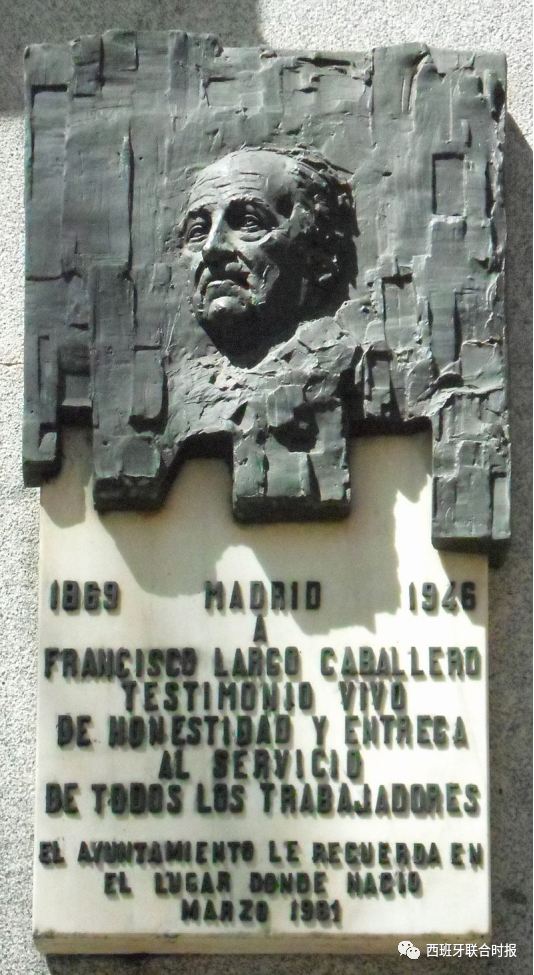 1869 MADRID 1946
A
FRANCISCO LARGO CABALLERO
TESTIMONIO VIVO
DE HONESTIDAD Y ENTREGA
AL SERVICIO
DE TODOS LOS TRABAJADORES
EL AYUNTAMIENTO LE RECUERDA EN
EL LUGAR DONDE NACIO
MARZO 1981
西班牙联合时报